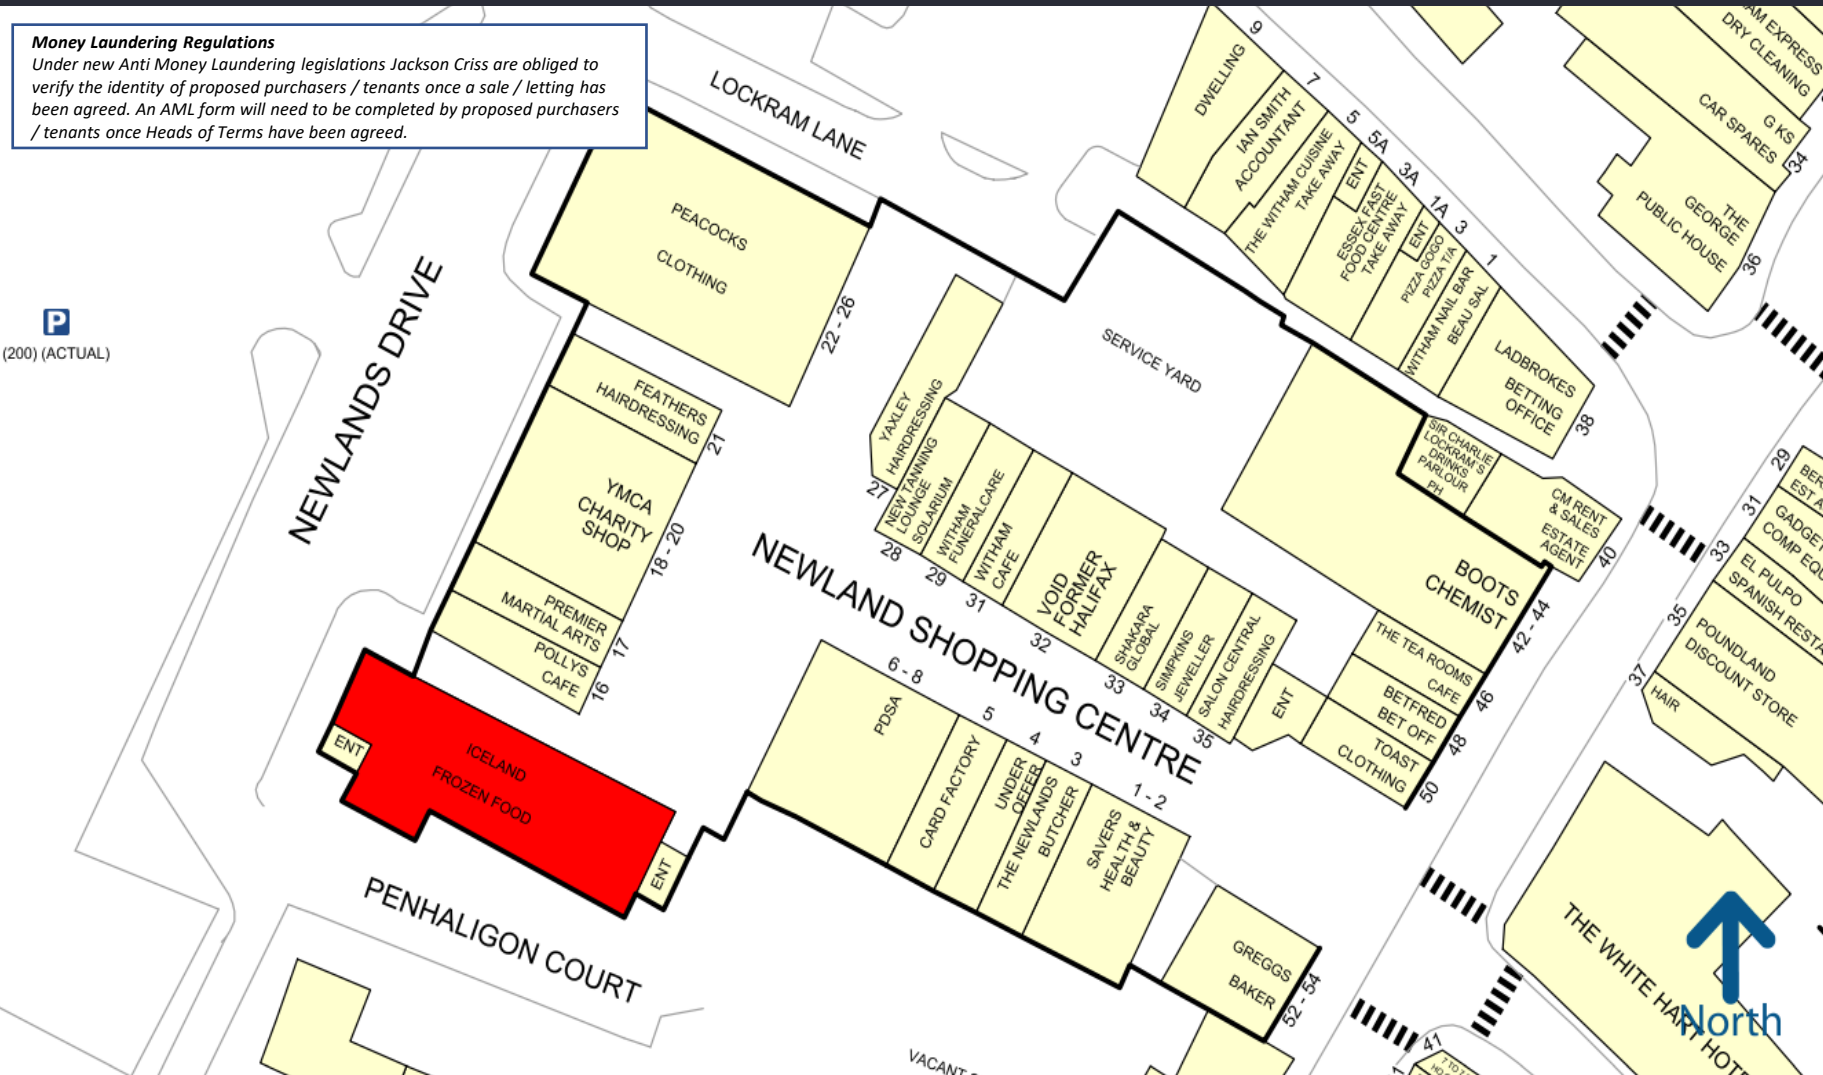 Money Laundering Regulations
Under new Anti Money Laundering legislations Jackson Criss are obliged to
verify the identity of proposed purchasers / tenants once a sale / letting has
been agreed. An AML form will need to be completed by proposed purchasers
/ tenants once Heads of Terms have been agreed.
LOCKRAM LANE
NEWLANDS DRIVE
P
(200) (ACTUAL)
PEACOCKS
CLOTHING
22 - 26
FEATHERS
HAIRDRESSING
21
YMCA
CHARITY
SHOP
18 - 20
PREMIER
MARTIAL ARTS
17
POLLYS
CAFE
16
ENT
ICELAND
FROZEN FOOD
ENT
PENHALIGON COURT
NEWLAND SHOPPING CENTRE
SERVICE YARD
YAXLEY
HAIRDRESSING
27
NEW TANNING
LOUNGE
SOLARIUM
28
WITHAM
FUNERALCARE
29
WITHAM
CAFE
31
VOID
FORMER
HALIFAX
32
SHAKARA
GLOBAL
33
SIMPKINS
JEWELLER
34
SALON CENTRAL
HAIRDRESSING
35
ENT
6 - 8
PDSA
5
CARD FACTORY
4
UNDER
OFFER
3
THE NEWLANDS
BUTCHER
1 - 2
SAVERS
HEALTH &
BEAUTY
GREGGS
BAKER
52 - 54
BOOTS
CHEMIST
42 - 44
THE TEA ROOMS
CAFE
46
BETFRED
BET OFF
48
TOAST
CLOTHING
50
9
DWELLING
7
IAN SMITH
ACCOUNTANT
5
THE WITHAM CUISINE
TAKE AWAY
5A
ENT
3A
ESSEX FAST
FOOD CENTRE
TAKE AWAY
1A
ENT
3
PIZZA GOGO
PIZZA T/A
1
WITHAM NAIL BAR
BEAU SAL
LADBROKES
BETTING
OFFICE
38
SIR CHARLIE
LOCKRAM'S
DRINKS
PARLOUR
PH
CM RENT
& SALES
ESTATE
AGENT
40
AM EXPRESS
DRY CLEANING
G KS
CAR SPARES
34
THE
GEORGE
PUBLIC HOUSE
36
29
BER
EST A
31
GADGET
COMP EQU
33
EL PULPO
SPANISH RESTA
35
POUNDLAND
DISCOUNT STORE
37
HAIR
THE WHITE HART HOTE
North
41
VACANT